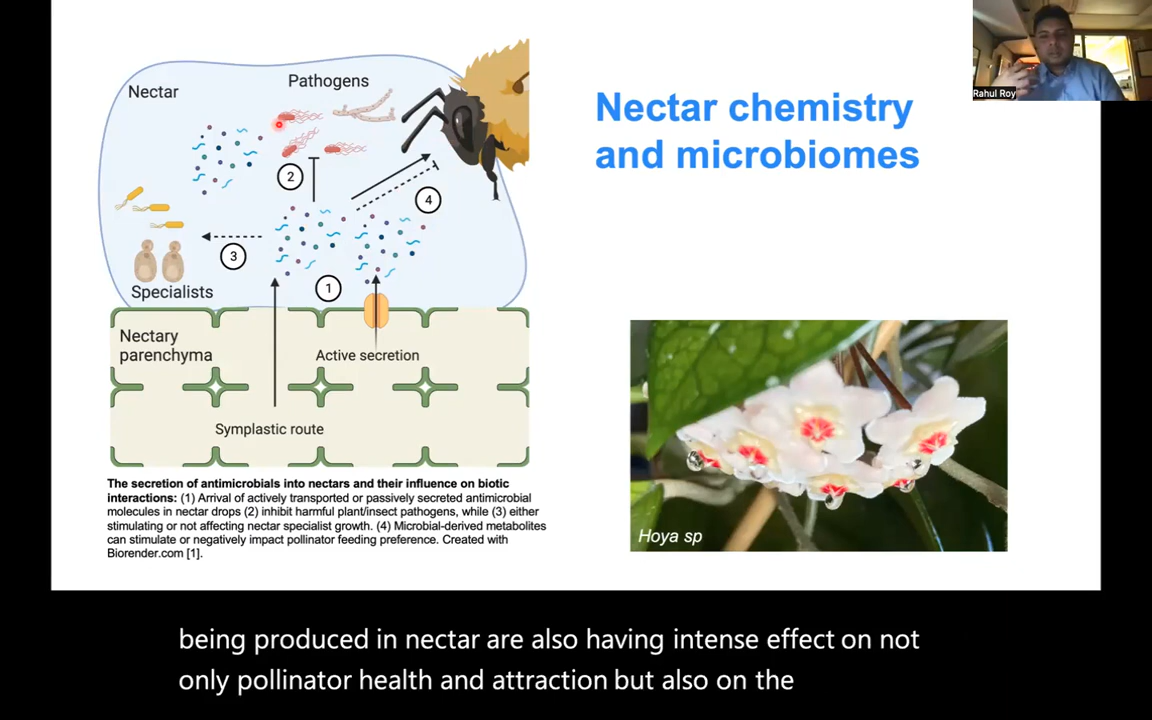 Nectar
Pathogens
2
4
3
Specialists
1
Nectary
parenchyma
Active secretion
Symplastic route
The secretion of antimicrobials into nectars and their influence on biotic
interactions: (1) Arrival of actively transported or passively secreted antimicrobial
molecules in nectar drops (2) inhibit harmful plant/insect pathogens, while (3) either
stimulating or not affecting nectar specialist growth. (4) Microbial-derived metabolites
can stimulate or negatively impact pollinator feeding preference. Created with
Biorender.com [1].
Nectar chemistry
and microbiomes
Rahul Roy
Hoya sp
being produced in nectar are also having intense effect on not
only pollinator health and attraction but also on the